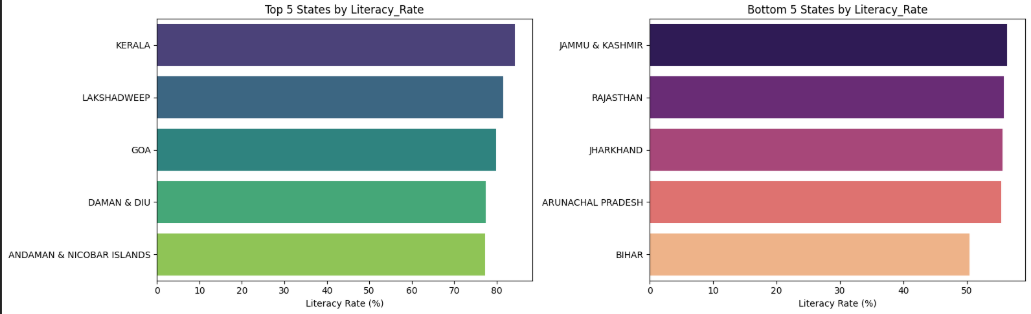 Top 5 States by Literacy_Rate
KERALA
LAKSHADWEEP
GOA
DAMAN & DIU
ANDAMAN & NICOBAR ISLANDS
0 10 20 30 40 50 60 70 80
Literacy Rate (%)
Bottom 5 States by Literacy_Rate
JAMMU & KASHMIR
RAJASTHAN
JHARKHAND
ARUNACHAL PRADESH
BIHAR
0 10 20 30 40 50
Literacy Rate (%)